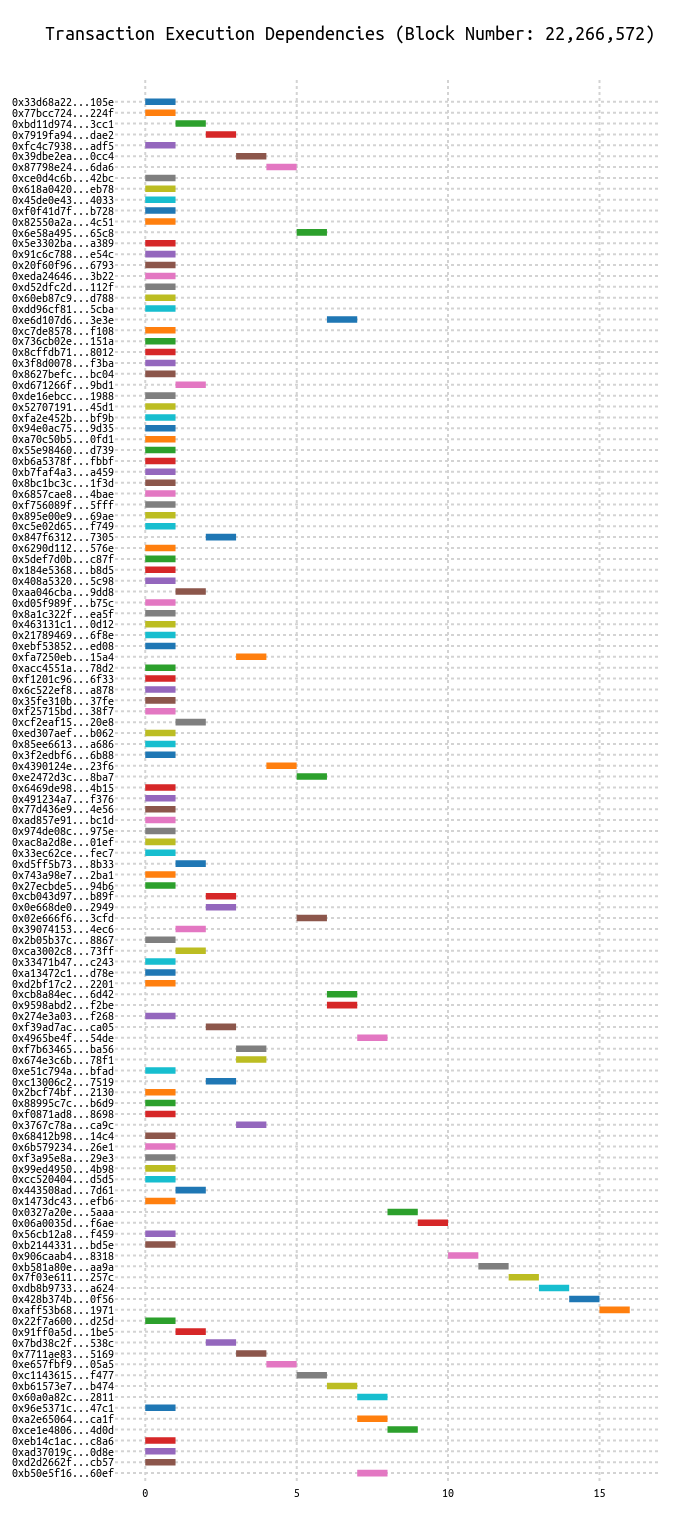 Transaction Execution Dependencies (Block Number: 22,266,572)
0x33d68a22...105e
0x77bcc724...224f
0xbd11d974...3cc1
0x7919fa94...dae2
0xfc4c7938...adf5
0x39dbe2ea...0cc4
0x87798e24...6da6
0xce0d4c6b...42bc
0x618a0420...eb78
0x45de0e43...4033
0xf0f41d7f...b728
0x82550a2a...4c51
0x6e58a495...65c8
0x5e3302ba...a389
0x91c6c788...e54c
0x20f60f96...6793
0xeda24646...3b22
0xd52dfc2d...112f
0x60eb87c9...d788
0xdd96cf81...5cba
0xe6d107d6...3e3e
0xc7de8578...f108
0x736cb02e...151a
0x8cffdb71...8012
0x3f8d0078...f3ba
0x8627befc...bc04
0xd671266f...9bd1
0xde16ebcc...1988
0x52707191...45d1
0xfa2e452b...bf9b
0x94e0ac75...9d35
0xa70c50b5...0fd1
0x55e98460...d739
0xb6a5378f...fbbf
0xb7faf4a3...a459
0x8bc1bc3c...1f3d
0x6857cae8...4bae
0xf756089f...5fff
0x895e00e9...69ae
0xc5e02d65...f749
0x847f6312...7305
0x6290d112...576e
0x5def7d0b...c87f
0x184e5368...b8d5
0x408a5320...5c98
0xaa046cba...9dd8
0xd05f989f...b75c
0x8a1c322f...ea5f
0x463131c1...0d12
0x21789469...6f8e
0xebf53852...ed08
0xfa7250eb...15a4
0xacc4551a...78d2
0xf1201c96...6f33
0x6c522ef8...a878
0x35fe310b...37fe
0xf25715bd...38f7
0xcf2eaf15...20e8
0xed307aef...b062
0x85ee6613...a686
0x3f2edbf6...6b88
0x4390124e...23f6
0xe2472d3c...8ba7
0x6469de98...4b15
0x491234a7...f376
0x77d436e9...4e56
0xad857e91...bc1d
0x974de08c...975e
0xac8a2d8e...01ef
0x33ec62ce...fec7
0xd5ff5b73...8b33
0x743a98e7...2ba1
0x27ecbde5...94b6
0xcb043d97...b89f
0x0e668de0...2949
0x02e666f6...3cfd
0x39074153...4ec6
0x2b05b37c...8867
0xca3002c8...73ff
0x33471b47...c243
0xa13472c1...d78e
0xd2bf17c2...2201
0xcb8a84ec...6d42
0x9598abd2...f2be
0x274e3a03...f268
0xf39ad7ac...ca05
0x4965be4f...54de
0xf7b63465...ba56
0x674e3c6b...78f1
0xe51c794a...bfad
0xc13006c2...7519
0x2bcf74bf...2130
0x88995c7c...b6d9
0xf0871ad8...8698
0x3767c78a...ca9c
0x68412b98...14c4
0x6b579234...26e1
0xf3a95e8a...29e3
0x99ed4950...4b98
0xcc520404...d5d5
0x443508ad...7d61
0x1473dc43...efb6
0x0327a20e...5aaa
0x06a0035d...f6ae
0x56cb12a8...f459
0xb2144331...bd5e
0x906caab4...8318
0xb581a80e...aa9a
0x7f03e611...257c
0xdb8b9733...a624
0x428b374b...0f56
0xaff53b68...1971
0x22f7a600...d25d
0x91ff0a5d...1be5
0x7bd38c2f...538c
0x7711ae83...5169
0xe657fbf9...05a5
0xc1143615...f477
0xb61573e7...b474
0x60a0a82c...2811
0x96e5371c...47c1
0xa2e65064...ca1f
0xce1e4806...4d0d
0xeb14c1ac...c8a6
0xad37019c...0d8e
0xd2d2662f...cb57
0xb50e5f16...60ef
0 5 10 15